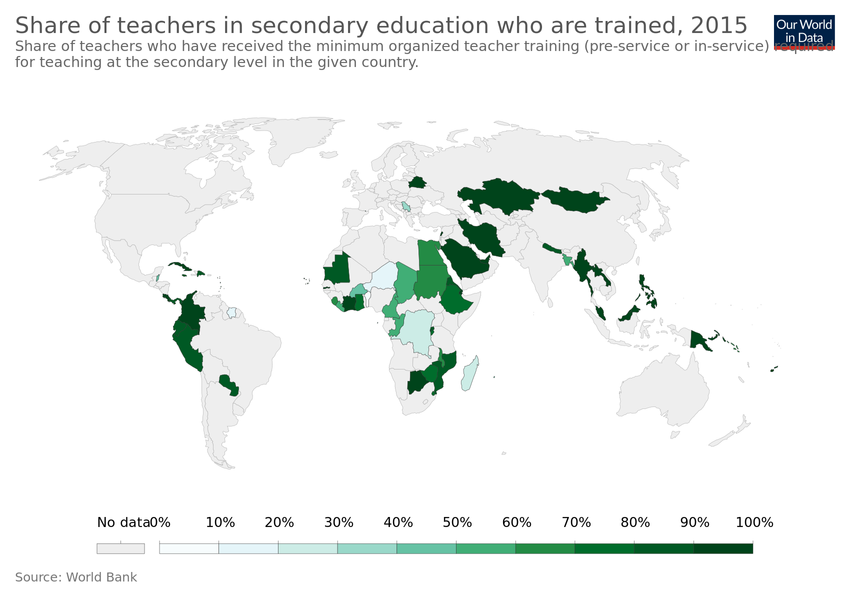 Share of teachers in secondary education who are trained, 2015
Our World
in Data
Share of teachers who have received the minimum organized teacher training (pre-service or in-service) required
for teaching at the secondary level in the given country.
No data 0% 10% 20% 30% 40% 50% 60% 70% 80% 90% 100%
Source: World Bank